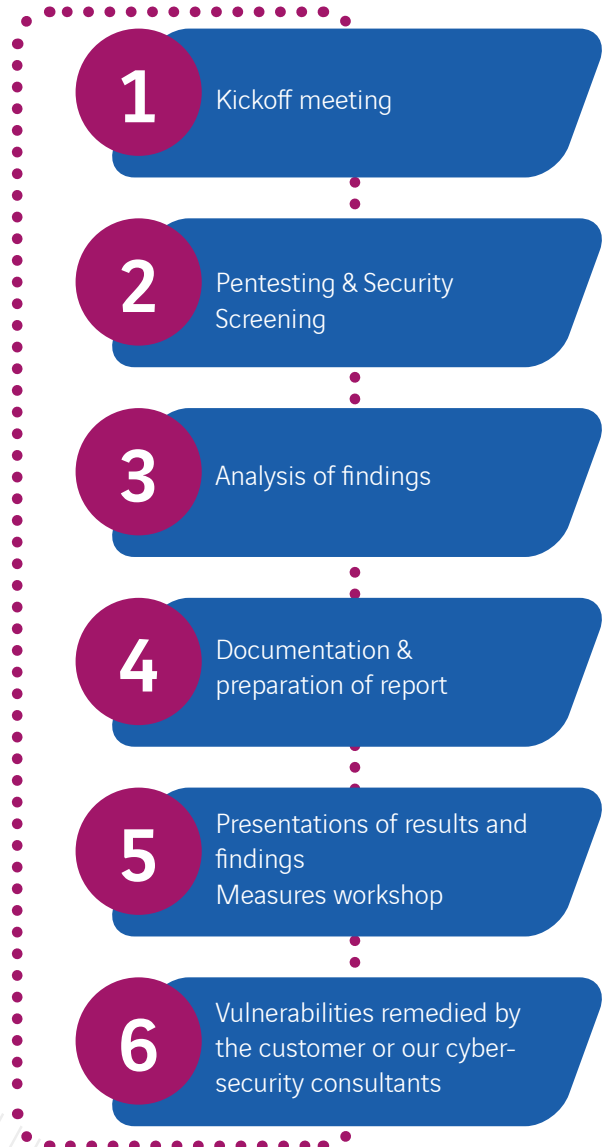 1
Kickoff meeting
2
Pentesting & Security
Screening
3
Analysis of findings
4
Documentation &
preparation of report
5
Presentations of results and
findings
Measures workshop
6
Vulnerabilities remedied by
the customer or our cyber-
security consultants